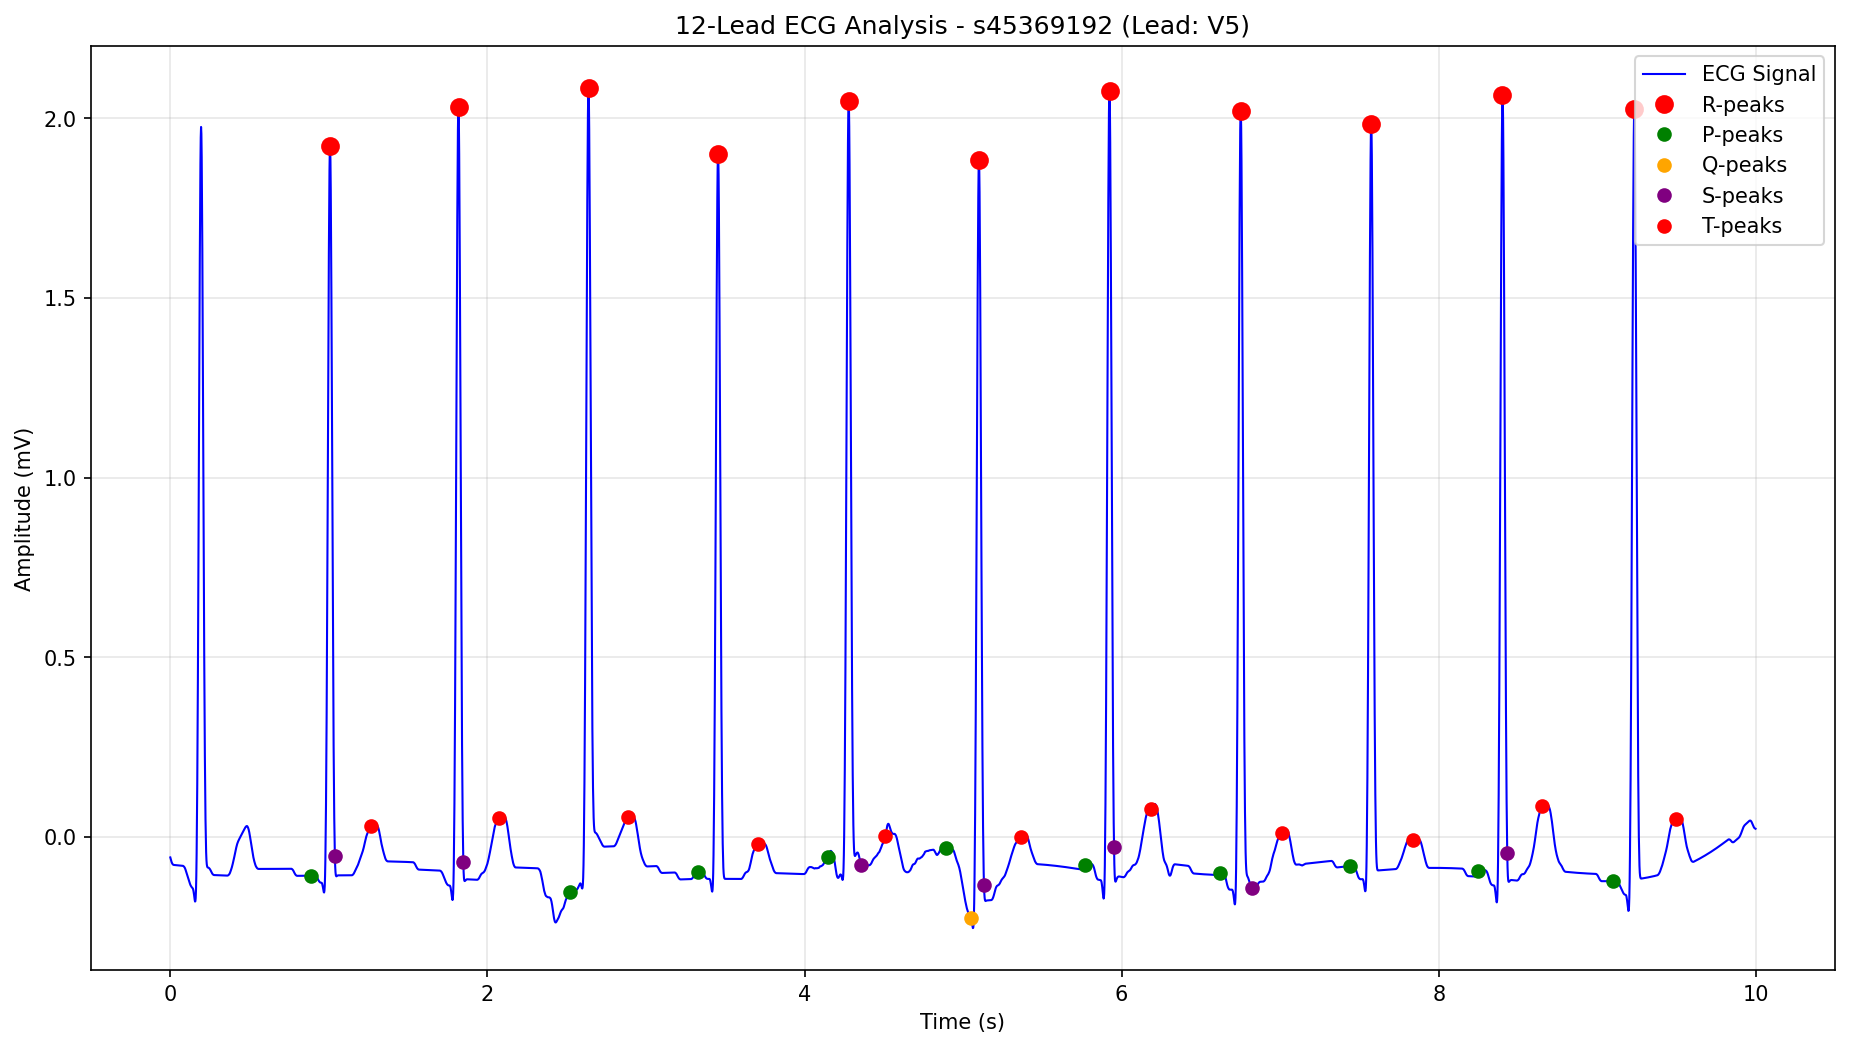 12-Lead ECG Analysis - s45369192 (Lead: V5)
ECG Signal
R-peaks
P-peaks
Q-peaks
S-peaks
T-peaks
2.0
1.5
1.0
0.5
0.0
Amplitude (mV)
0 2 4 6 8 10
Time (s)